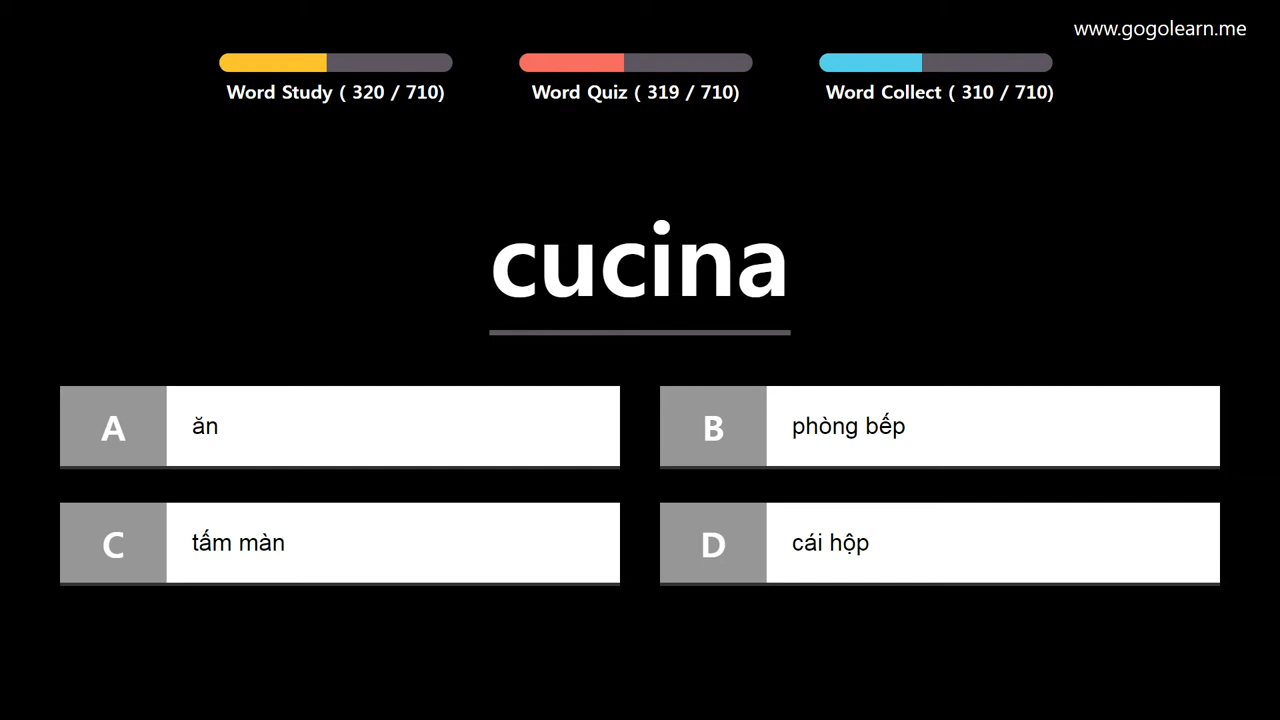 www.gogolearn.me
Word Study ( 320 / 710)
Word Quiz ( 319 / 710)
Word Collect ( 310 / 710)
cucina
A
ăn
B
phòng bếp
C
tấm màn
D
cái hộp